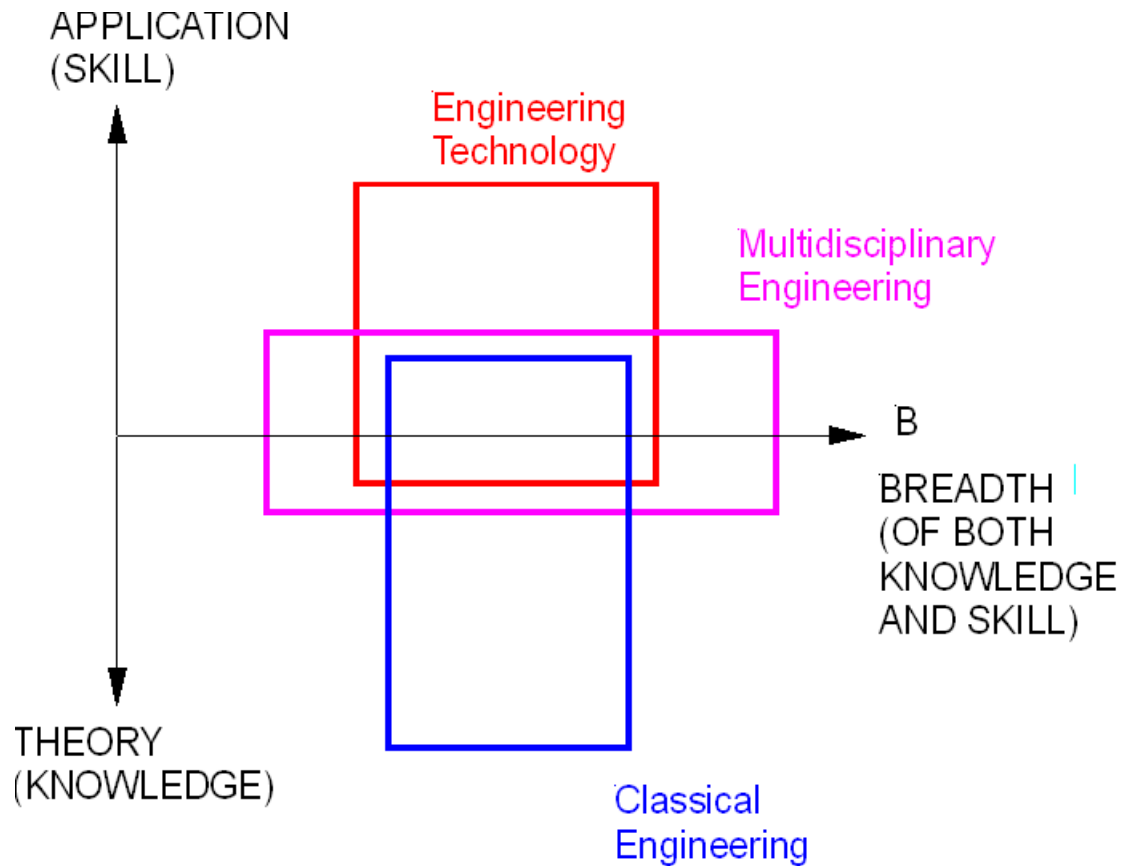 APPLICATION
(SKILL)
Engineering
Technology
Multidisciplinary
Engineering
B
BREADTH
(OF BOTH
KNOWLEDGE
AND SKILL)
THEORY
(KNOWLEDGE)
Classical
Engineering